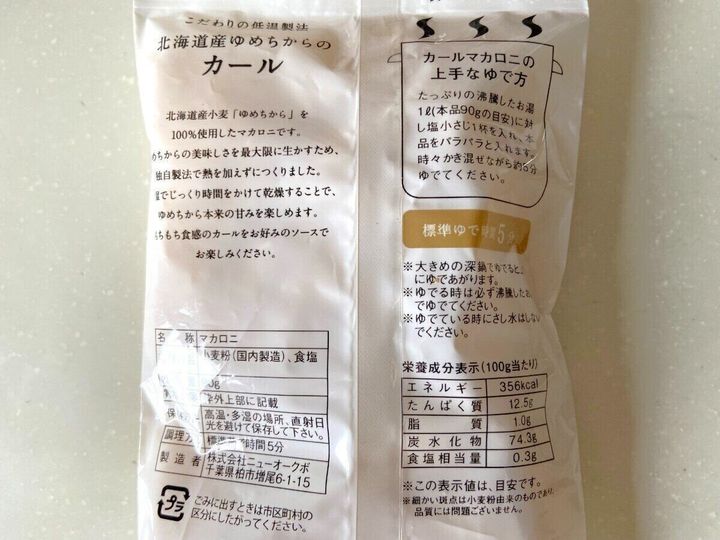 こだわりの低温製法
北海道産ゆめちからの
カール
北海道産小麦「ゆめちから」を
100%使用したマカロニです。
めちからの美味しさを最大限に生かすため、
独自製法で熱を加えずにつくりました。
でじっくり時間をかけて乾燥することで、
ゆめちから本来の甘みを楽しめます。
ちもち食感のカールをお好みのソースで
お楽しみください。
名 称 マカロニ
小麦粉(国内製造)、食塩
0g
枠外上部に記載
保存 高温・多湿の場所、直射日
光を避けて保存して下さい。
調理方 標準 時間5分
製造者 株式会社ニューオークボ
千葉県柏市増尾6-1-15
プラ
ごみに出すときは市区町村の
区分にしたがってください。
カールマカロニの
上手なゆで方
たっぷりの沸騰したお湯
1ℓ(本品90gの目安)に対
し塩小さじ1杯を入れ、本
品をパラパラと入れます。
時々かき混ぜながら約5分
ゆでてください。
標準ゆで時間5分
※大きめの深鍋でゆでると、
にゆであがります。
※ゆでる時は必ず沸騰したお
でゆでてください。
※ゆでている時にさし水はしない
でください。
栄養成分表示(100g当たり)
エネルギー 356kcal
たんぱく質 12.5g
脂質 1.0g
炭水化物 74.3g
食塩相当量 0.3g
※この表示値は、目安です。
※細かい斑点は小麦粉由来のものであり、
品質には問題ございません。